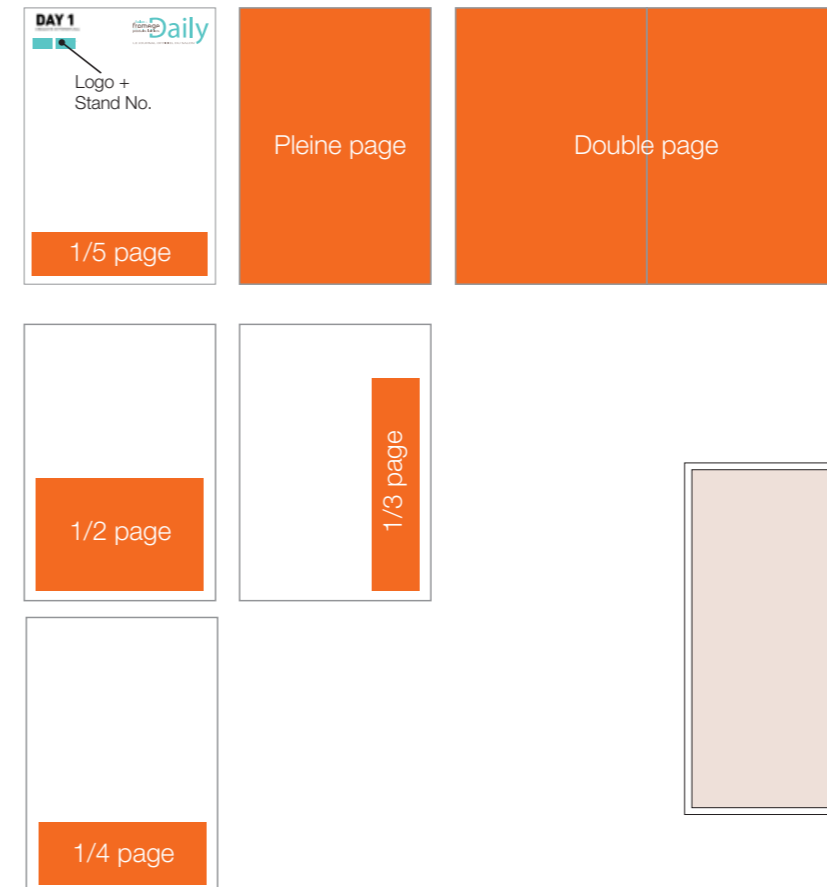 DAY 1
fromage
Daily
Logo +
Stand No.
1/5 page
Pleine page
Double page
1/2 page
1/3 page
1/4 page